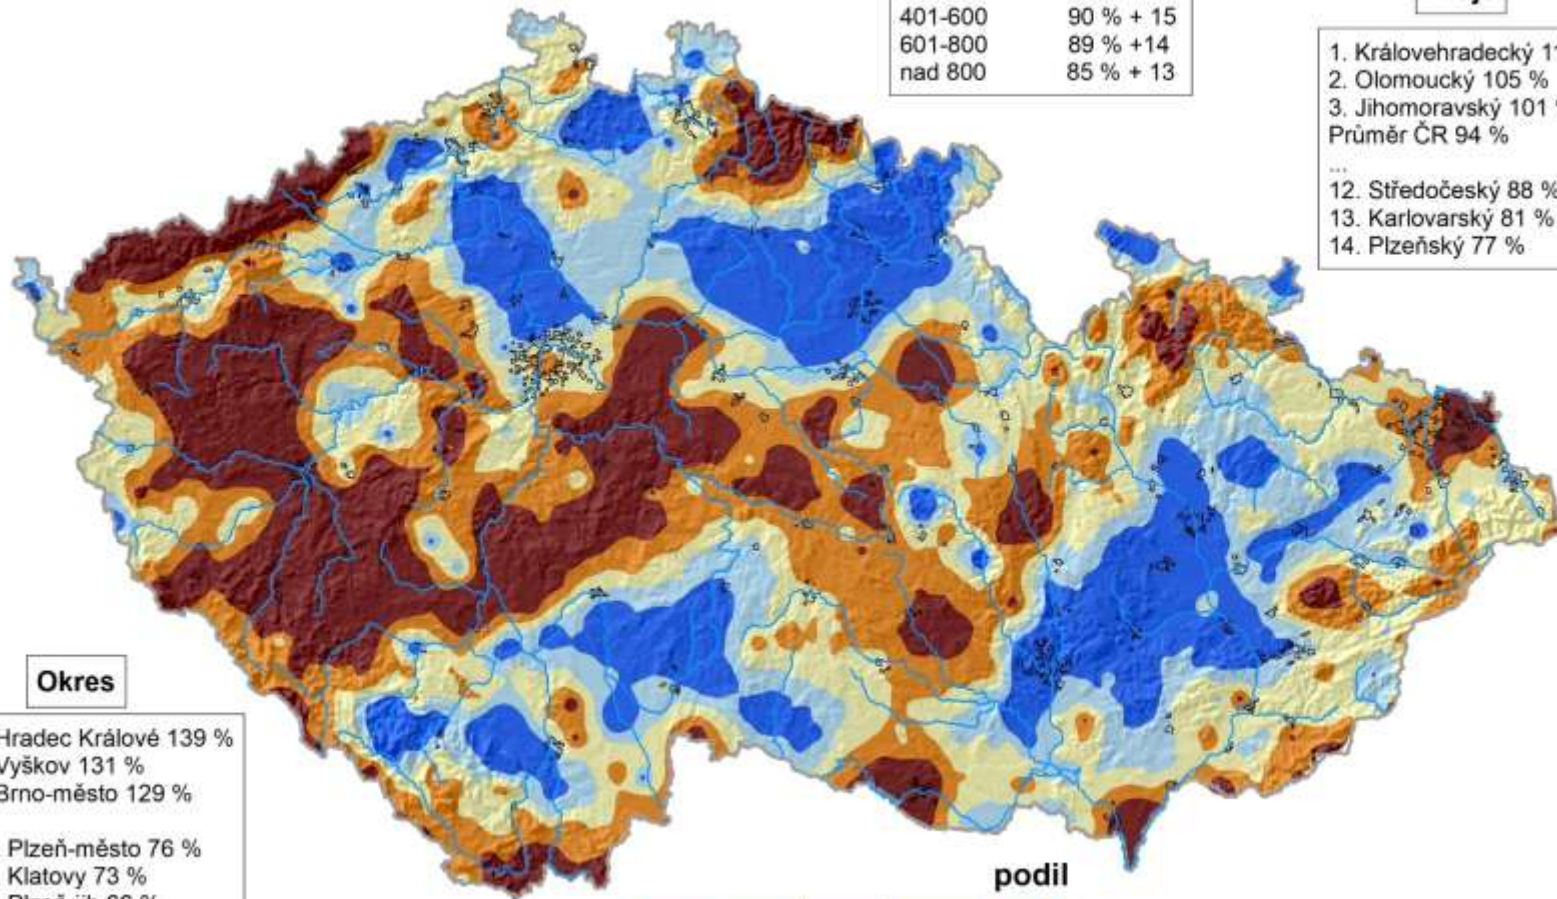 401-600 90 % + 15
601-800 89 % +14
nad 800 85 % + 13
1. Královehradecký
2. Olomoucký 105 %
3. Jihomoravský 101
Průměr ČR 94 %
...
12. Středočeský 88 %
13. Karlovarský 81 %
14. Plzeňský 77 %
Okres
Hradec Králové 139 %
Vyškov 131 %
Brno-město 129 %
Plzeň-město 76 %
Klatovy 73 %
podil